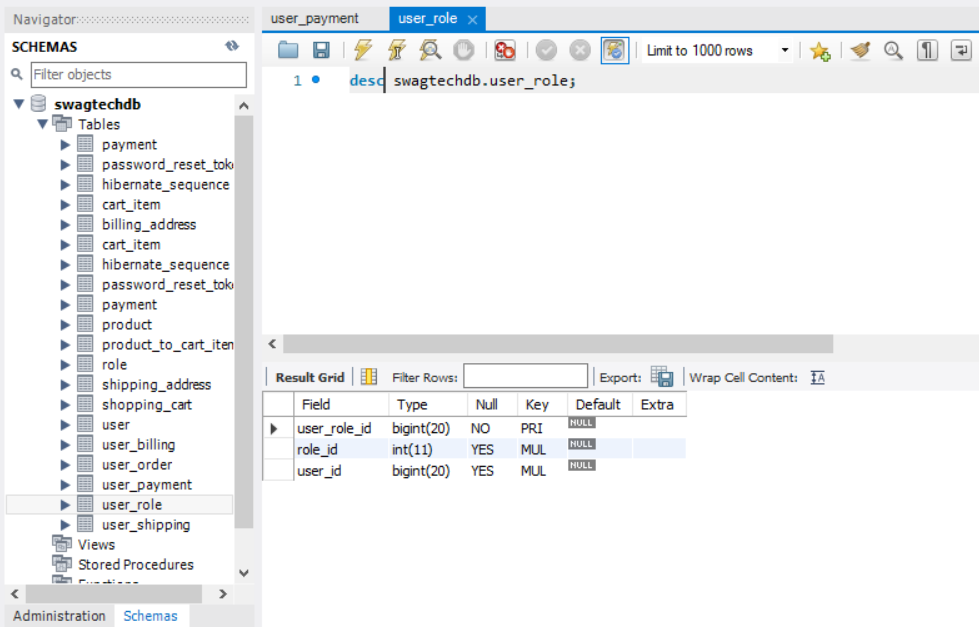 Navigator
SCHEMAS
Filter objects
swagtechdb
Tables
payment
password_reset_tok
hibernate_sequence
cart_item
billing_address
cart_item
hibernate_sequence
password_reset_tok
payment
product
product_to_cart_iten
role
shipping_address
shopping_cart
user
user_billing
user_order
user_payment
user_role
user_shipping
Views
Stored Procedures
Functions
Administration Schemas
user_payment user_role
Limit to 1000 rows
1 desc swagtechdb.user_role;
Result Grid Filter Rows: Export: Wrap Cell Content: IA
Field Type Null Key Default Extra
user_role_id bigint(20) NO PRI NULL
role_id int(11) YES MUL NULL
user_id bigint(20) YES MUL NULL